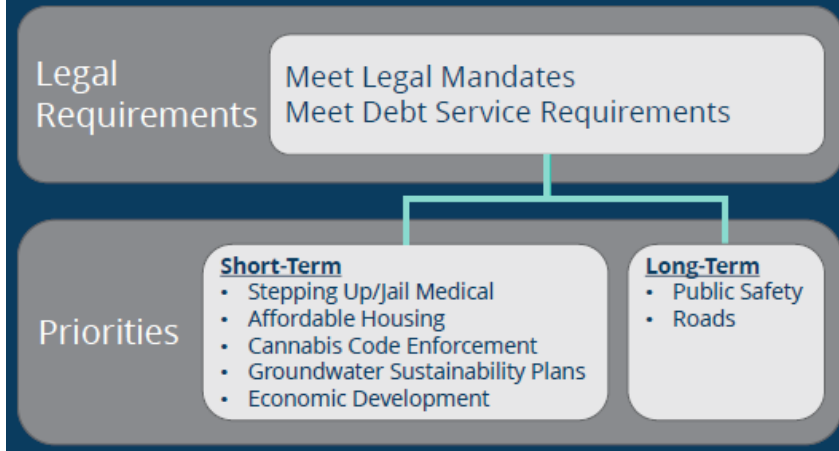 Legal
Requirements
Meet Legal Mandates
Meet Debt Service Requirements
Priorities
Short-Term
• Stepping Up/Jail Medical
• Affordable Housing
• Cannabis Code Enforcement
• Groundwater Sustainability Plans
• Economic Development
Long-Term
• Public Safety
• Roads